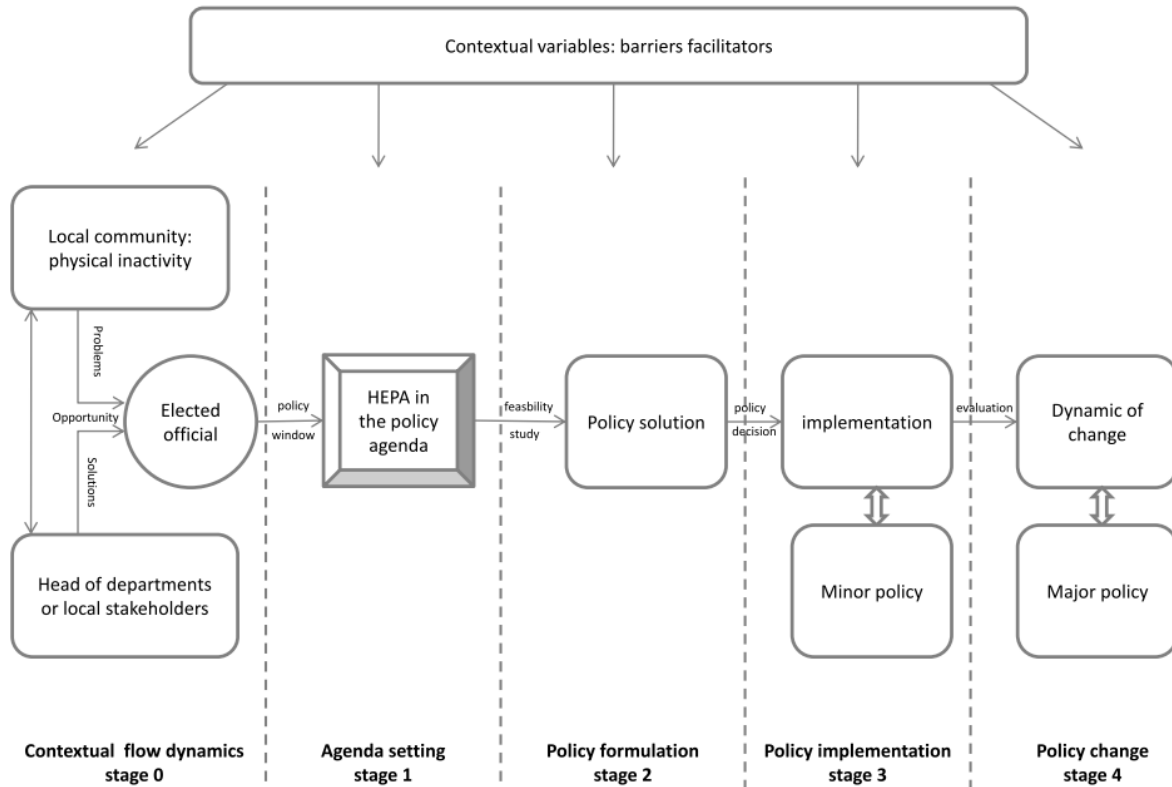 Contextual variables: barriers facilitators
Local community:
physical inactivity
Problems
Opportunity
Solutions
Elected
official
Head of departments
or local stakeholders
policy
window
HEPA in
the policy
agenda
feasbility
study
Policy solution
policy
decision
implementation
Minor policy
evaluation
Dynamic of
change
Major policy
Contextual flow dynamics
stage 0
Agenda setting
stage 1
Policy formulation
stage 2
Policy implementation
stage 3
Policy change
stage 4